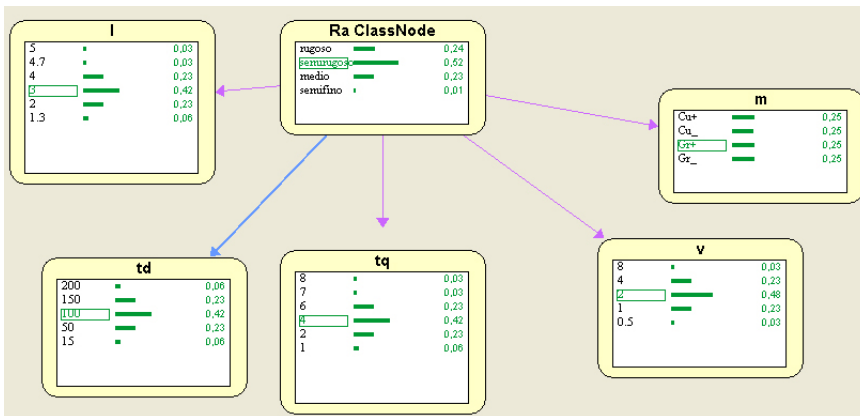 I
5 0,03
4.7 0,03
4 0,23
3 0,42
2 0,23
1.3 0,06
Ra ClassNode
rugoso 0,24
semirugoso 0,52
medio 0,23
semifino 0,01
m
Cu+ 0,25
Cu_ 0,25
Gr+ 0,25
Gr_ 0,25
td
200 0,06
150 0,23
100 0,42
50 0,23
15 0,06
tq
8 0,03
7 0,03
6 0,23
4 0,42
2 0,23
1 0,06
v
8 0,03
4 0,23
2 0,48
1 0,23
0.5 0,03